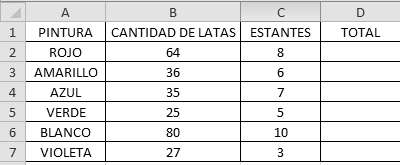 A B C D
1 PINTURA CANTIDAD DE LATAS ESTANTES TOTAL
2 ROJO 64 8
3 AMARILLO 36 6
4 AZUL 35 7
5 VERDE 25 5
6 BLANCO 80 10
7 VIOLETA 27 3